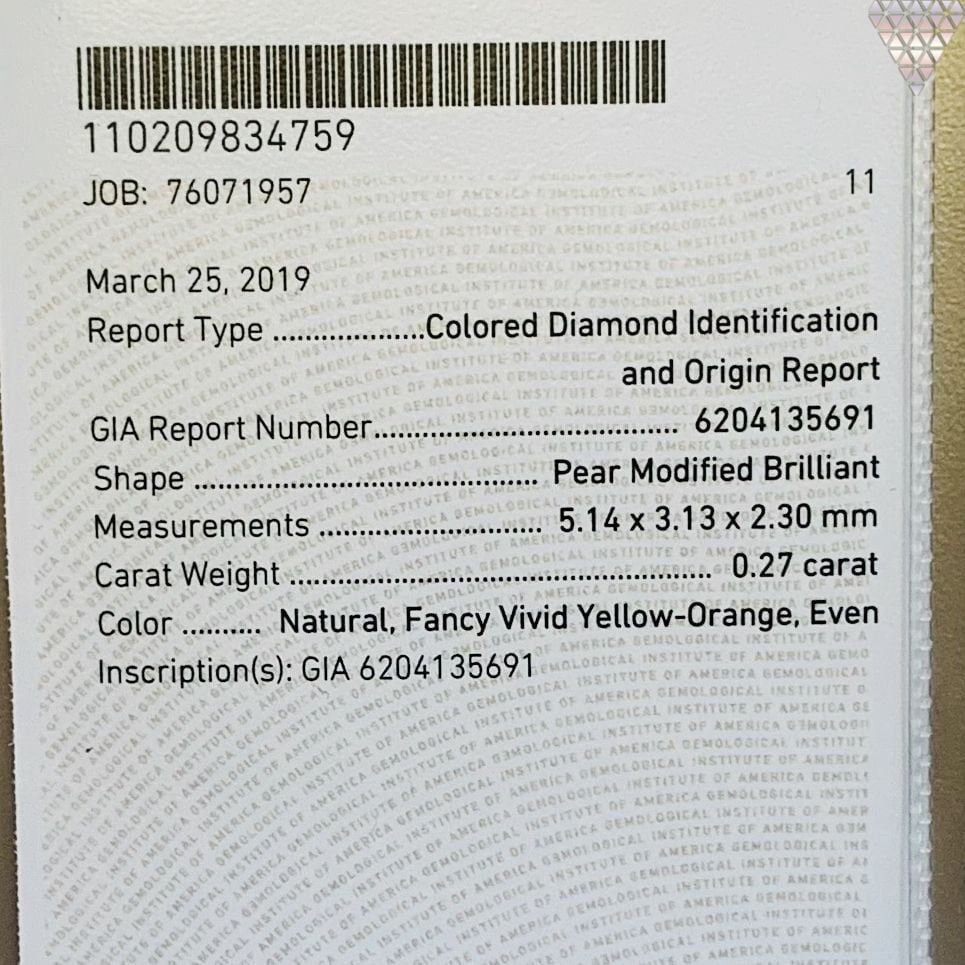 110209834759
JOB: 76071957
11
March 25, 2019
Report Type ...................Colored Diamond Identification
and Origin Report
GIA Report Number...................................... 6204135691
Shape ........................................... Pear Modified Brilliant
Measurements ............................ 5.14 x 3.13 x 2.30 mm
Carat Weight ..................................................... 0.27 carat
Color .......... Natural, Fancy Vivid Yellow-Orange, Even
Inscription(s): GIA 6204135691